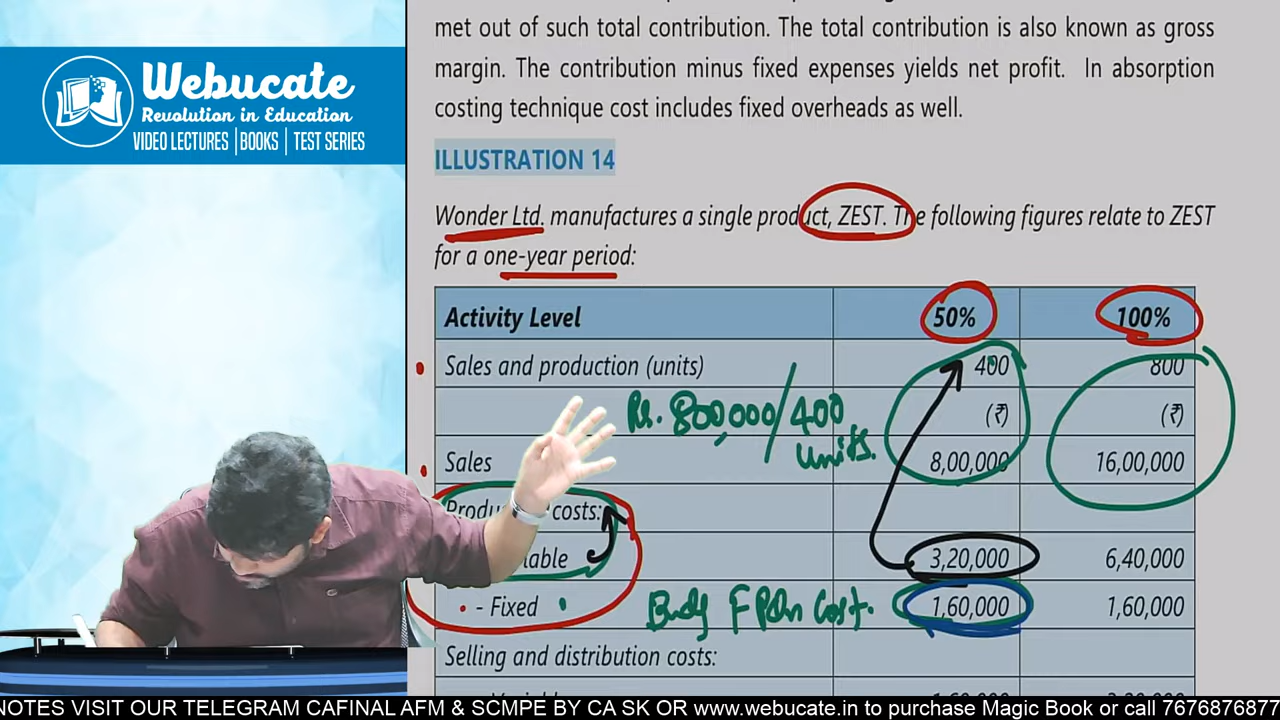 met out of such total contribution. The total contribution is also known as gross
margin. The contribution minus fixed expenses yields net profit. In absorption
costing technique cost includes fixed overheads as well.
Webucate
Revolution in Education
VIDEO LECTURES | BOOKS | TEST SERIES
ILLUSTRATION 14
Wonder Ltd. manufactures a single product, ZEST. The following figures relate to ZEST
for a one-year period:
Activity Level 50% 100%
Sales and production (units) 400 800
Rs. 800,000/400 units. (₹) (₹)
Sales 8,00,000 16,00,000
costs:
3,20,000 6,40,000
- Fixed F Pdn Cost. 1,60,000 1,60,000
Selling and distribution costs:
NOTES VISIT OUR TELEGRAM CAFINAL AFM & SCMPE BY CA SK OR www.webucate.in to purchase Magic Book or call 7676876877